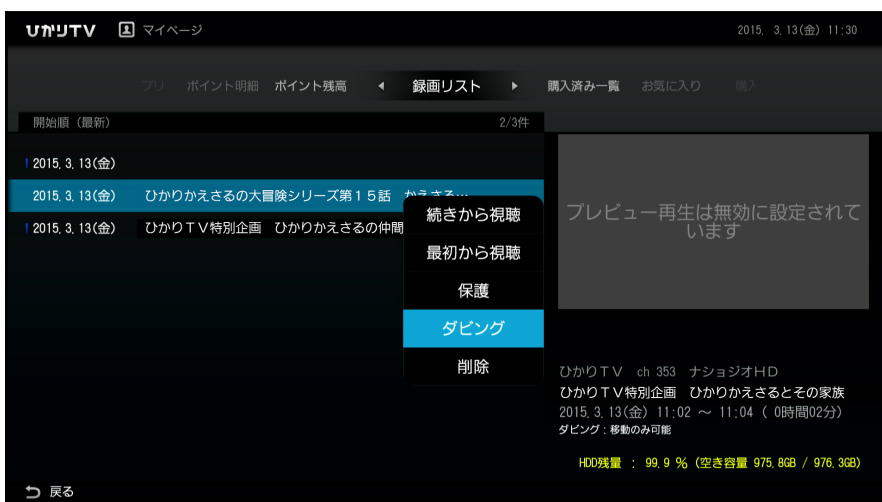 ひかりTV マイページ 2015. 3.13(金) 11:30
プリ ポイント明細 ポイント残高 ◀ 録画リスト ▶ 購入済み一覧 お気に入り 購入
開始順（最新） 2/3件
! 2015. 3. 13(金)
2015. 3. 13(金) ひかりかえさるの大冒険シリーズ第１５話 かえさる…
! 2015. 3. 13(金) ひかりＴＶ特別企画 ひかりかえさるの仲間
続きから視聴
最初から視聴
保護
ダビング
削除
プレビュー再生は無効に設定されて
います
ひかりＴＶ ch 353 ナショジオＨＤ
ひかりＴＶ特別企画 ひかりかえさるとその家族
2015. 3. 13(金) 11:02 ～ 11:04 ( 0時間02分)
ダビング : 移動のみ可能
HDD残量 : 99.9 % (空き容量 975.8GB / 976.3GB)
戻る